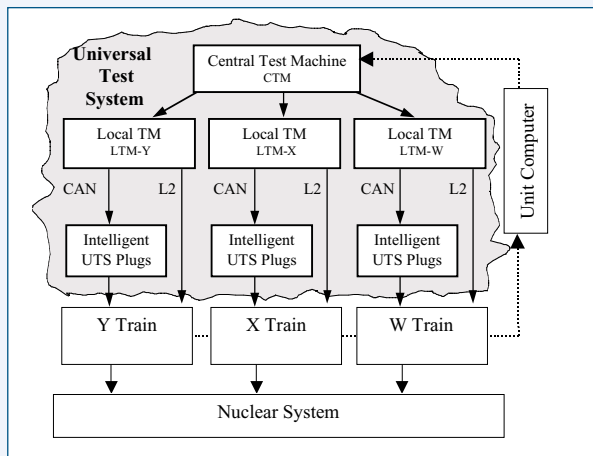 Universal
Test
System
Central Test Machine
CTM
Unit Computer
Local TM
LTM-Y
Local TM
LTM-X
Local TM
LTM-W
CAN
L2
CAN
L2
CAN
L2
Intelligent
UTS Plugs
Intelligent
UTS Plugs
Intelligent
UTS Plugs
Y Train
X Train
W Train
Nuclear System